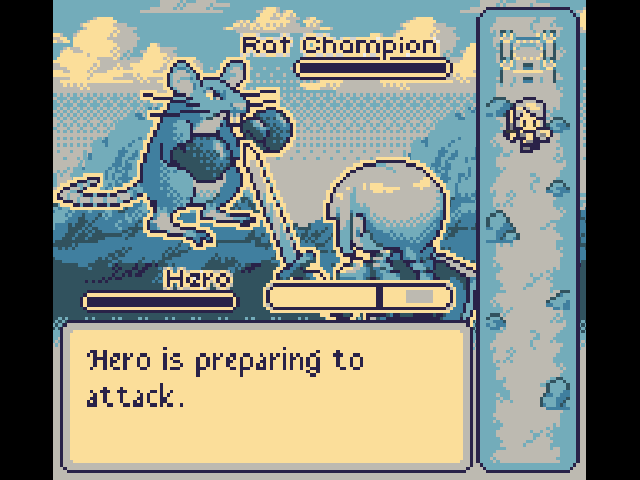 Rat Champion
Hero
Hero is preparing to
attack.